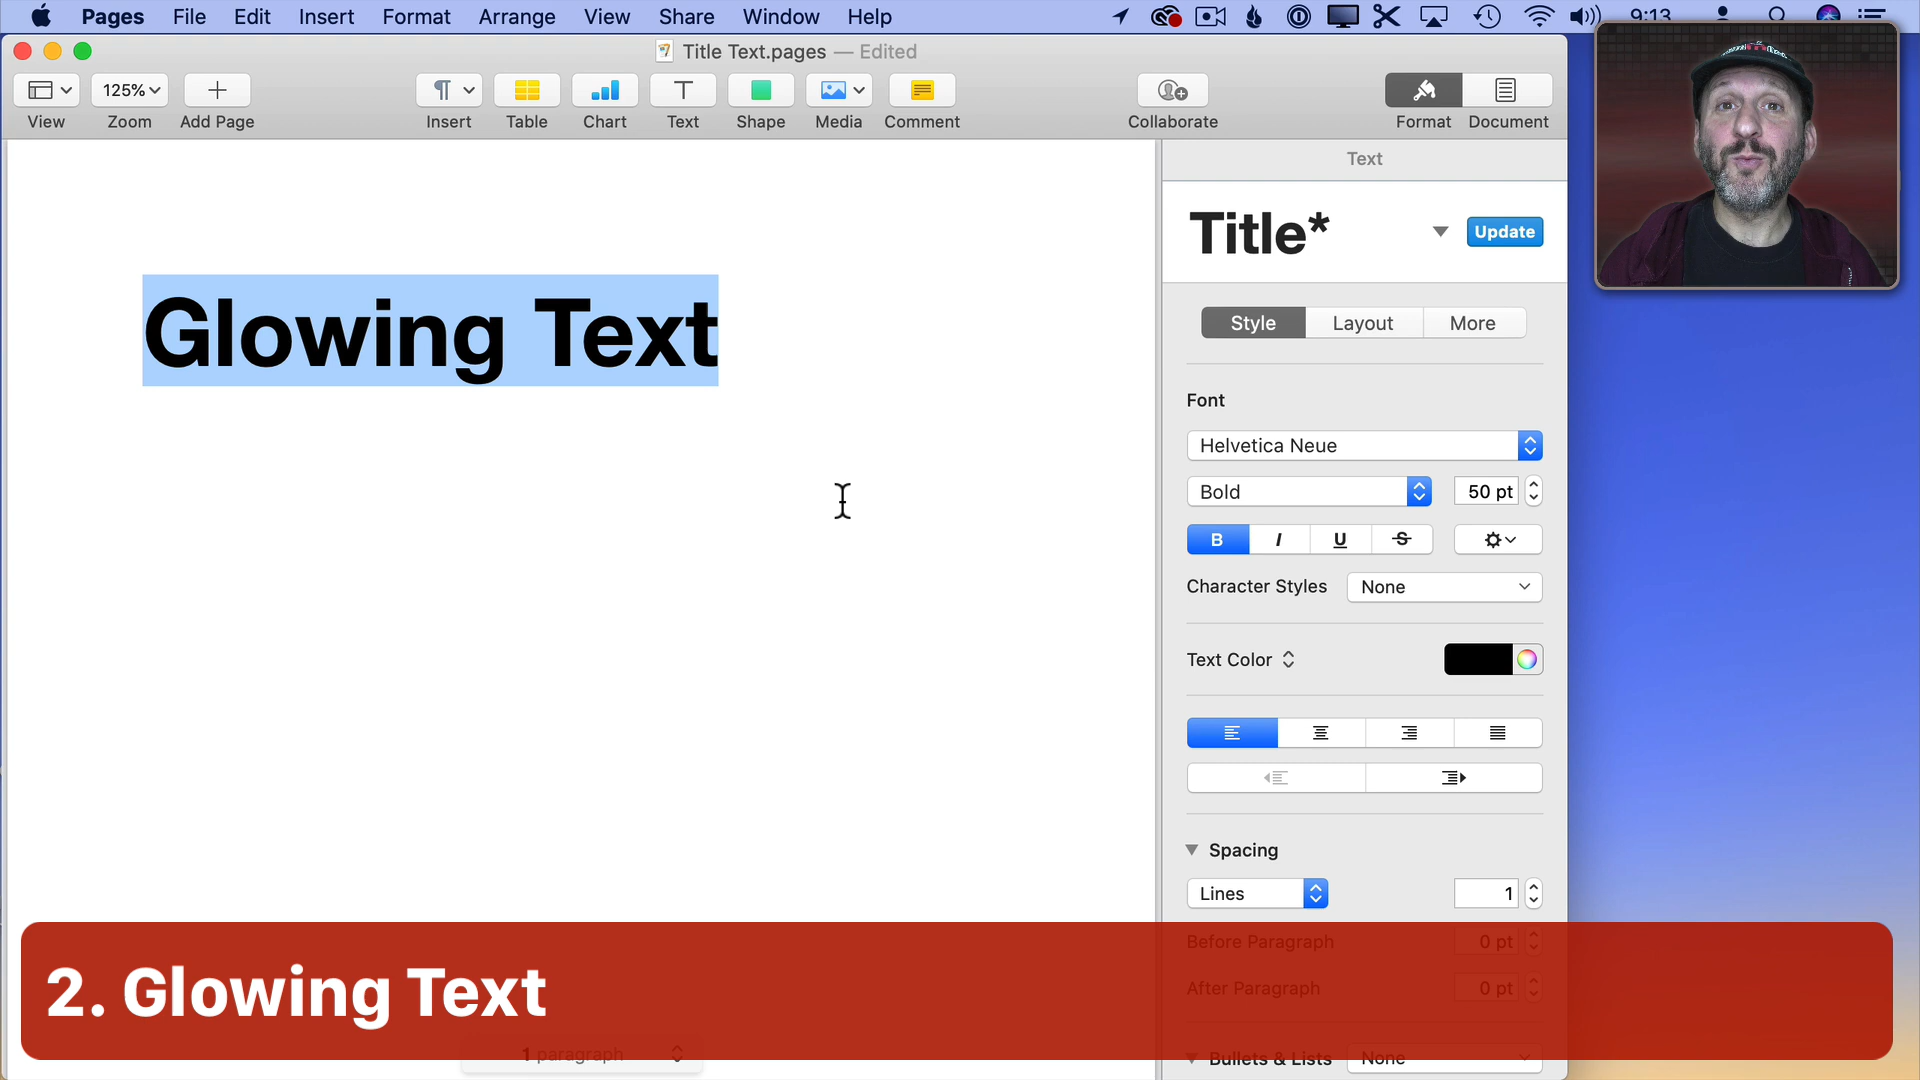 Pages File Edit Insert Format Arrange View Share Window Help 9:13
Title Text.pages — Edited
125%
View Zoom Add Page Insert Table Chart Text Shape Media Comment Collaborate Format Document
Text
Title* Update
Glowing Text
Style Layout More
Font
Helvetica Neue
Bold 50 pt
B I U S
Character Styles None
Text Color
Spacing
Lines 1
Before Paragraph 0 pt
2. Glowing Text
After Paragraph 0 pt
1 paragraph
Bullets & Lists None